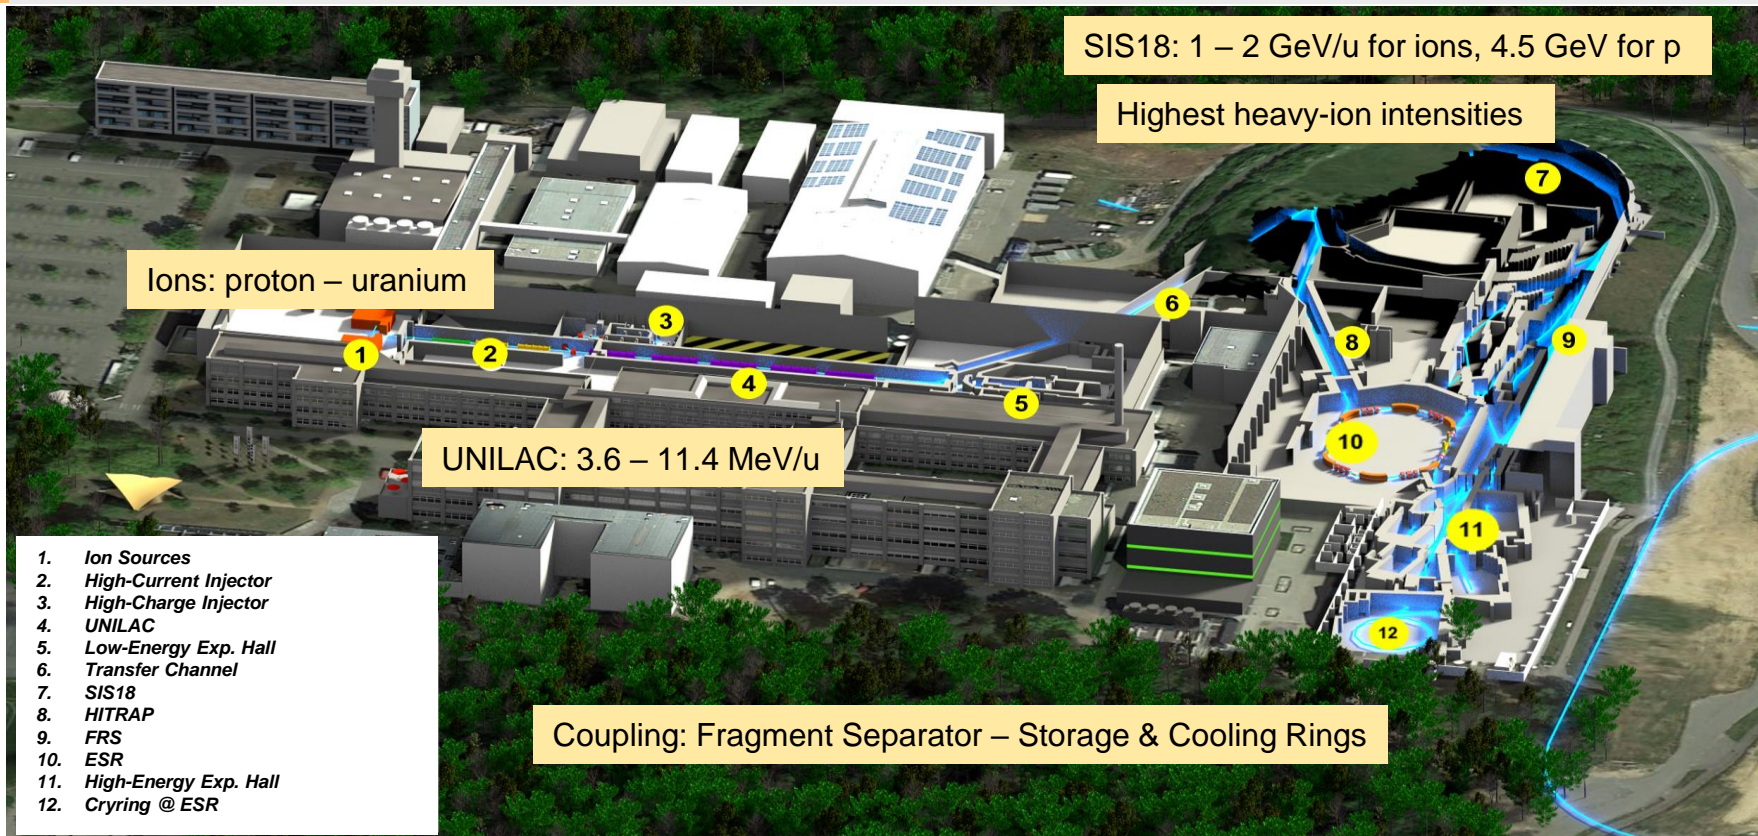 SIS18: 1 – 2 GeV/u for ions, 4.5 GeV for p
Highest heavy-ion intensities
7
Ions: proton – uranium
6
3
1
2
8
9
4
5
10
UNILAC: 3.6 – 11.4 MeV/u
11
1. Ion Sources
2. High-Current Injector
3. High-Charge Injector
4. UNILAC
5. Low-Energy Exp. Hall
6. Transfer Channel
7. SIS18
8. HITRAP
9. FRS
10. ESR
11. High-Energy Exp. Hall
12. Cryring @ ESR
12
Coupling: Fragment Separator – Storage & Cooling Rings